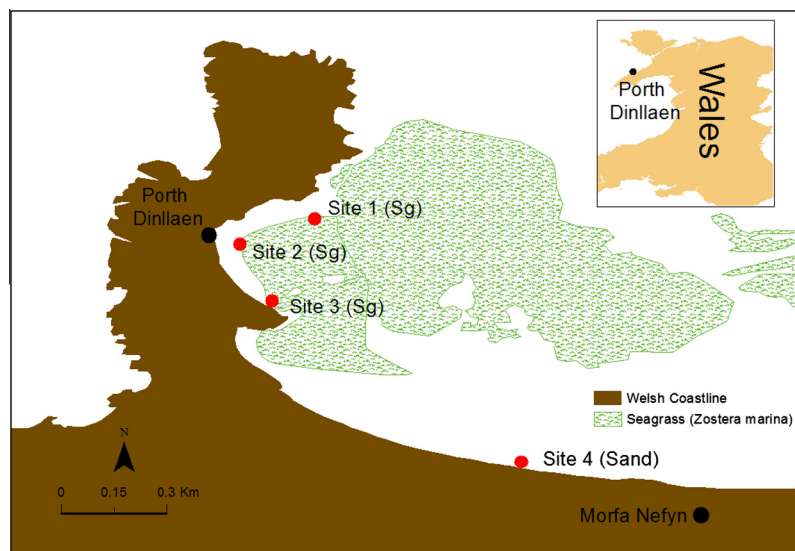 Porth
Dinllaen
Wales
Porth
Dinllaen
Site 1 (Sg)
Site 2 (Sg)
Site 3 (Sg)
Welsh Coastline
Seagrass (Zostera marina)
N
Site 4 (Sand)
0 0.15 0.3 Km
Morfa Nefyn